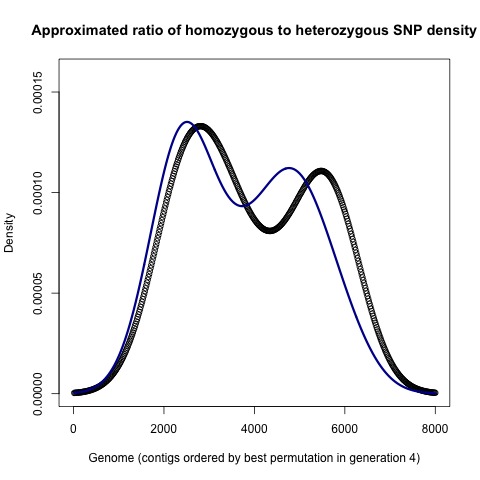 Approximated ratio of homozygous to heterozygous SNP density
Density
0.00015
0.00010
0.00005
0.00000
0 2000 4000 6000 8000
Genome (contigs ordered by best permutation in generation 4)